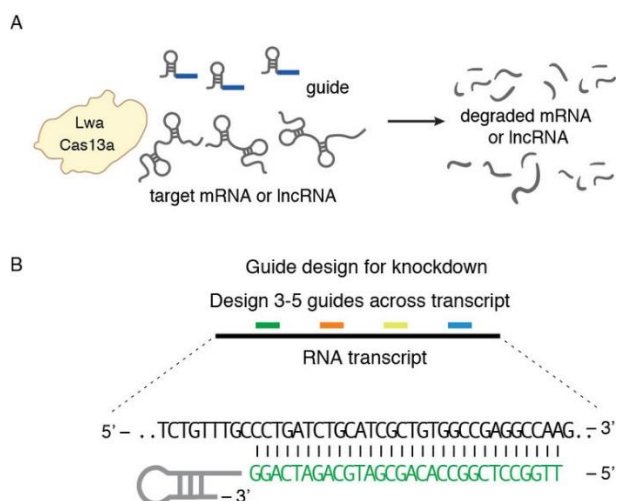 A
Lwa
Cas13a
guide
target mRNA or lncRNA
degraded mRNA
or lncRNA
B
Guide design for knockdown
Design 3-5 guides across transcript
RNA transcript
5' – ..TCTGTTTGCCCTGATCTGCATCGCTGTGGCCGAGGCCAAG.. – 3'
GGACTAGACGTAGCGACACCGGCTCCGGTT – 5'
– 3'